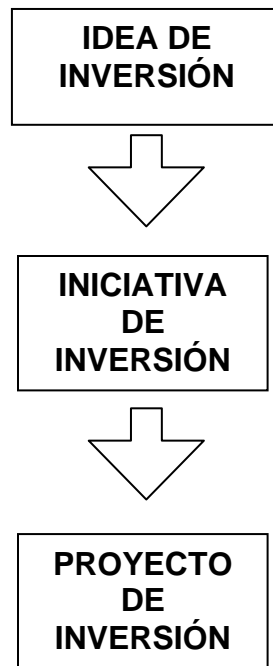 IDEA DE
INVERSIÓN
INICIATIVA
DE
INVERSIÓN
PROYECTO
DE
INVERSIÓN